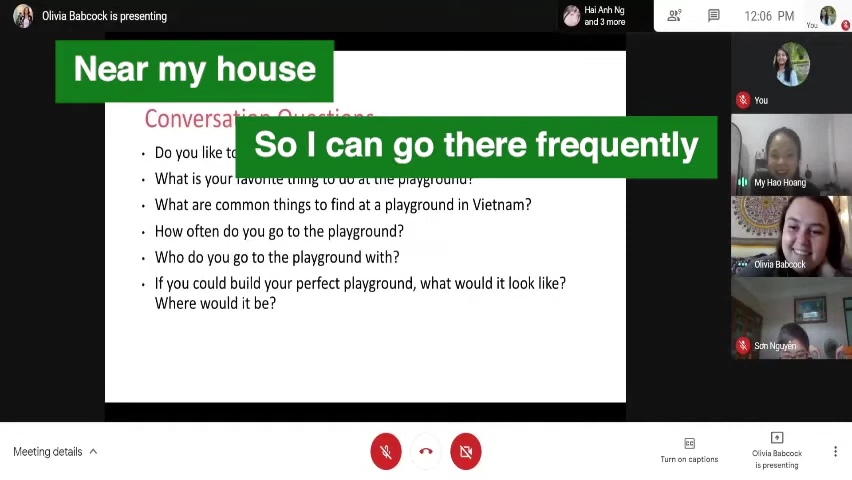 Olivia Babcock is presenting
Hai Anh Ng
and 3 more
12:06 PM
You
Near my house
Conversation Questions
So I can go there frequently
Do you like to
What is your favorite thing to do at the playground?
What are common things to find at a playground in Vietnam?
How often do you go to the playground?
Who do you go to the playground with?
If you could build your perfect playground, what would it look like?
Where would it be?
You
My Hao Hoang
Olivia Babcock
Sơn Nguyễn
Meeting details
Turn on captions
Olivia Babcock
is presenting